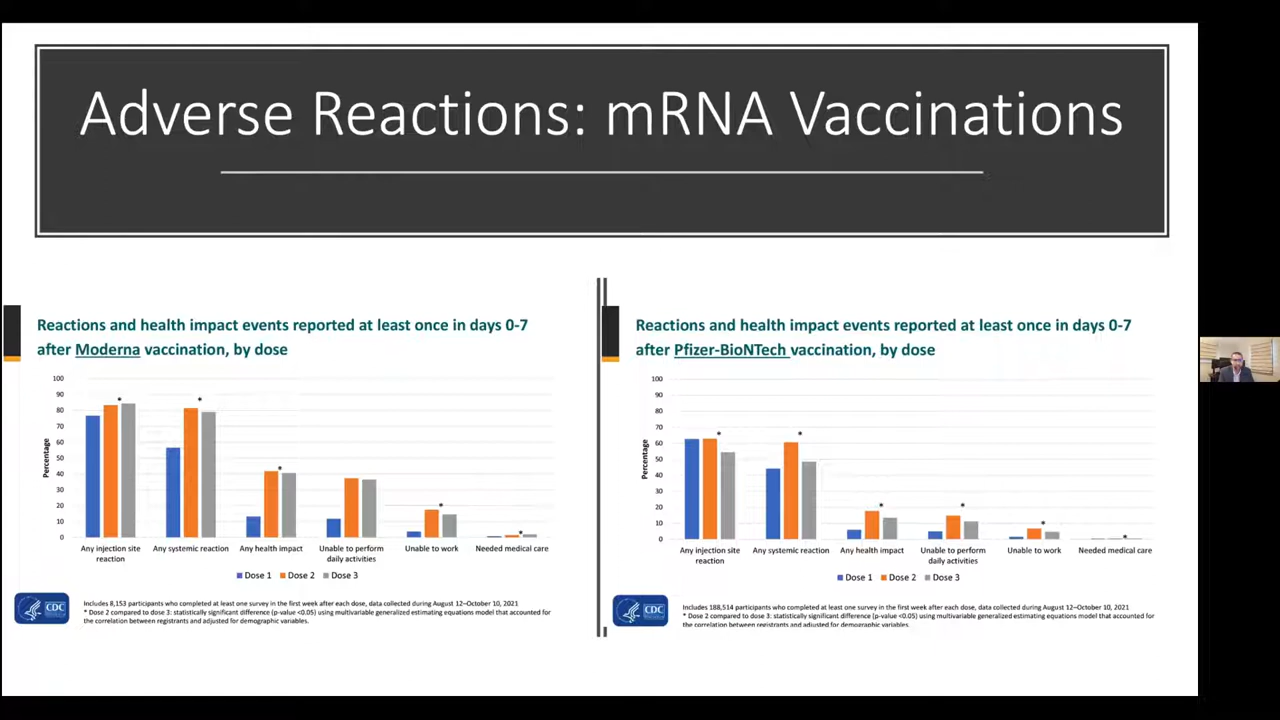 Adverse Reactions: mRNA Vaccinations
Reactions and health impact events reported at least once in days 0-7
after Moderna vaccination, by dose
100
90
80
70
60
50
40
30
20
10
0
Percentage
*
*
*
*
*
Any injection site
reaction
Any systemic reaction
Any health impact
Unable to perform
daily activities
Unable to work
Needed medical care
Dose 1 Dose 2 Dose 3
CDC
Includes 8,153 participants who completed at least one survey in the first week after each dose, data collected during August 12–October 10, 2021
* Dose 2 compared to dose 3: statistically significant difference (p-value <0.05) using multivariable generalized estimating equations model that accounted for
the correlation between registrants and adjusted for demographic variables.
Reactions and health impact events reported at least once in days 0-7
after Pfizer-BioNTech vaccination, by dose
100
90
80
70
60
50
40
30
20
10
0
Percentage
*
*
*
*
*
*
Any injection site
reaction
Any systemic reaction
Any health impact
Unable to perform
daily activities
Unable to work
Needed medical care
Dose 1 Dose 2 Dose 3
CDC
Includes 188,514 participants who completed at least one survey in the first week after each dose, data collected during August 12–October 10, 2021
* Dose 2 compared to dose 3: statistically significant difference (p-value <0.05) using multivariable generalized estimating equations model that accounted for
the correlation between registrants and adjusted for demographic variables.